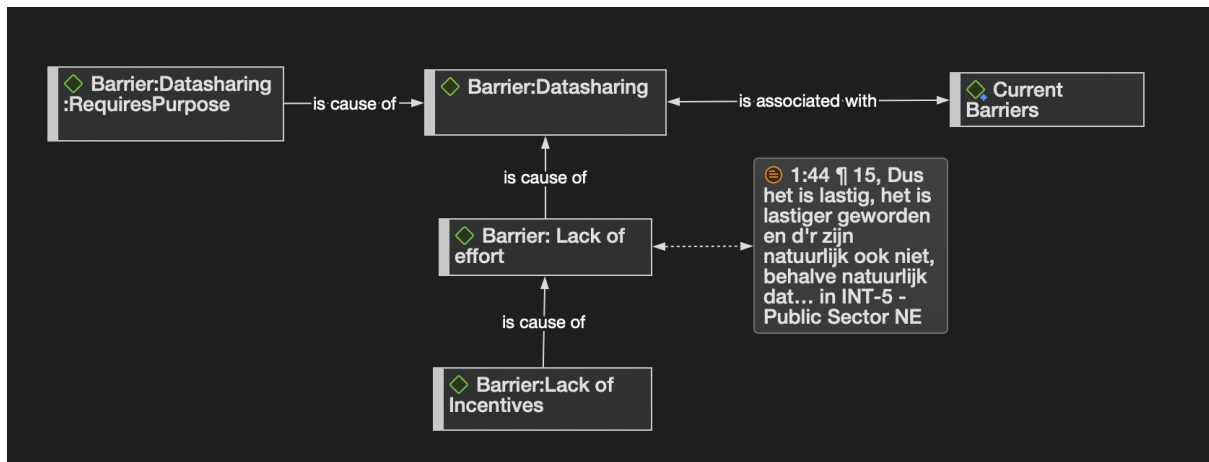 Barrier:Datasharing
:RequiresPurpose
is cause of
Barrier:Datasharing
is associated with
Current
Barriers
is cause of
1:44 ¶ 15, Dus
het is lastig, het is
lastiger geworden
en d'r zijn
natuurlijk ook niet,
behalve natuurlijk
dat... in INT-5 -
Public Sector NE
Barrier: Lack of
effort
is cause of
Barrier:Lack of
Incentives